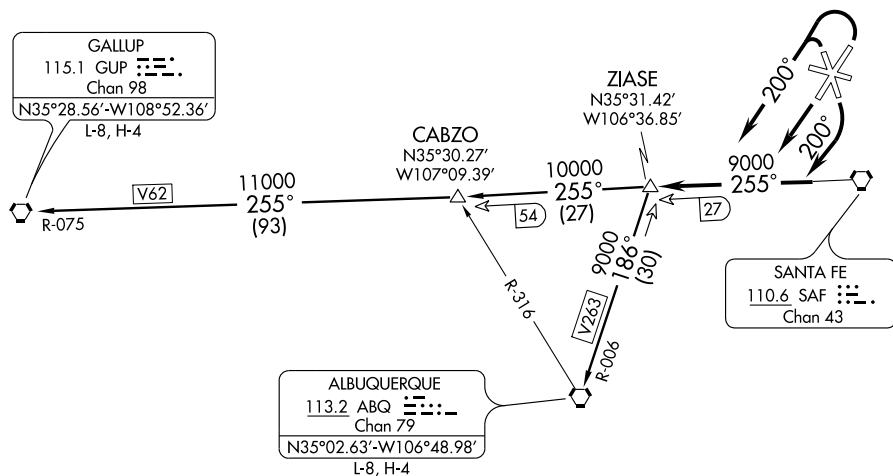 GALLUP
115.1 GUP
Chan 98
N35°28.56'-W108°52.36'
L-8, H-4
ZIASE
N35°31.42'
W106°36.85'
200°
200°
CABZO
N35°30.27'
W107°09.39'
V62
11000
255°
(93)
R-075
10000
255°
(27)
54
9000
255°
27
9000
186°
(30)
V263
R-006
R-316
SANTA FE
110.6 SAF
Chan 43
ALBUQUERQUE
113.2 ABQ
Chan 79
N35°02.63'-W106°48.98'
L-8, H-4